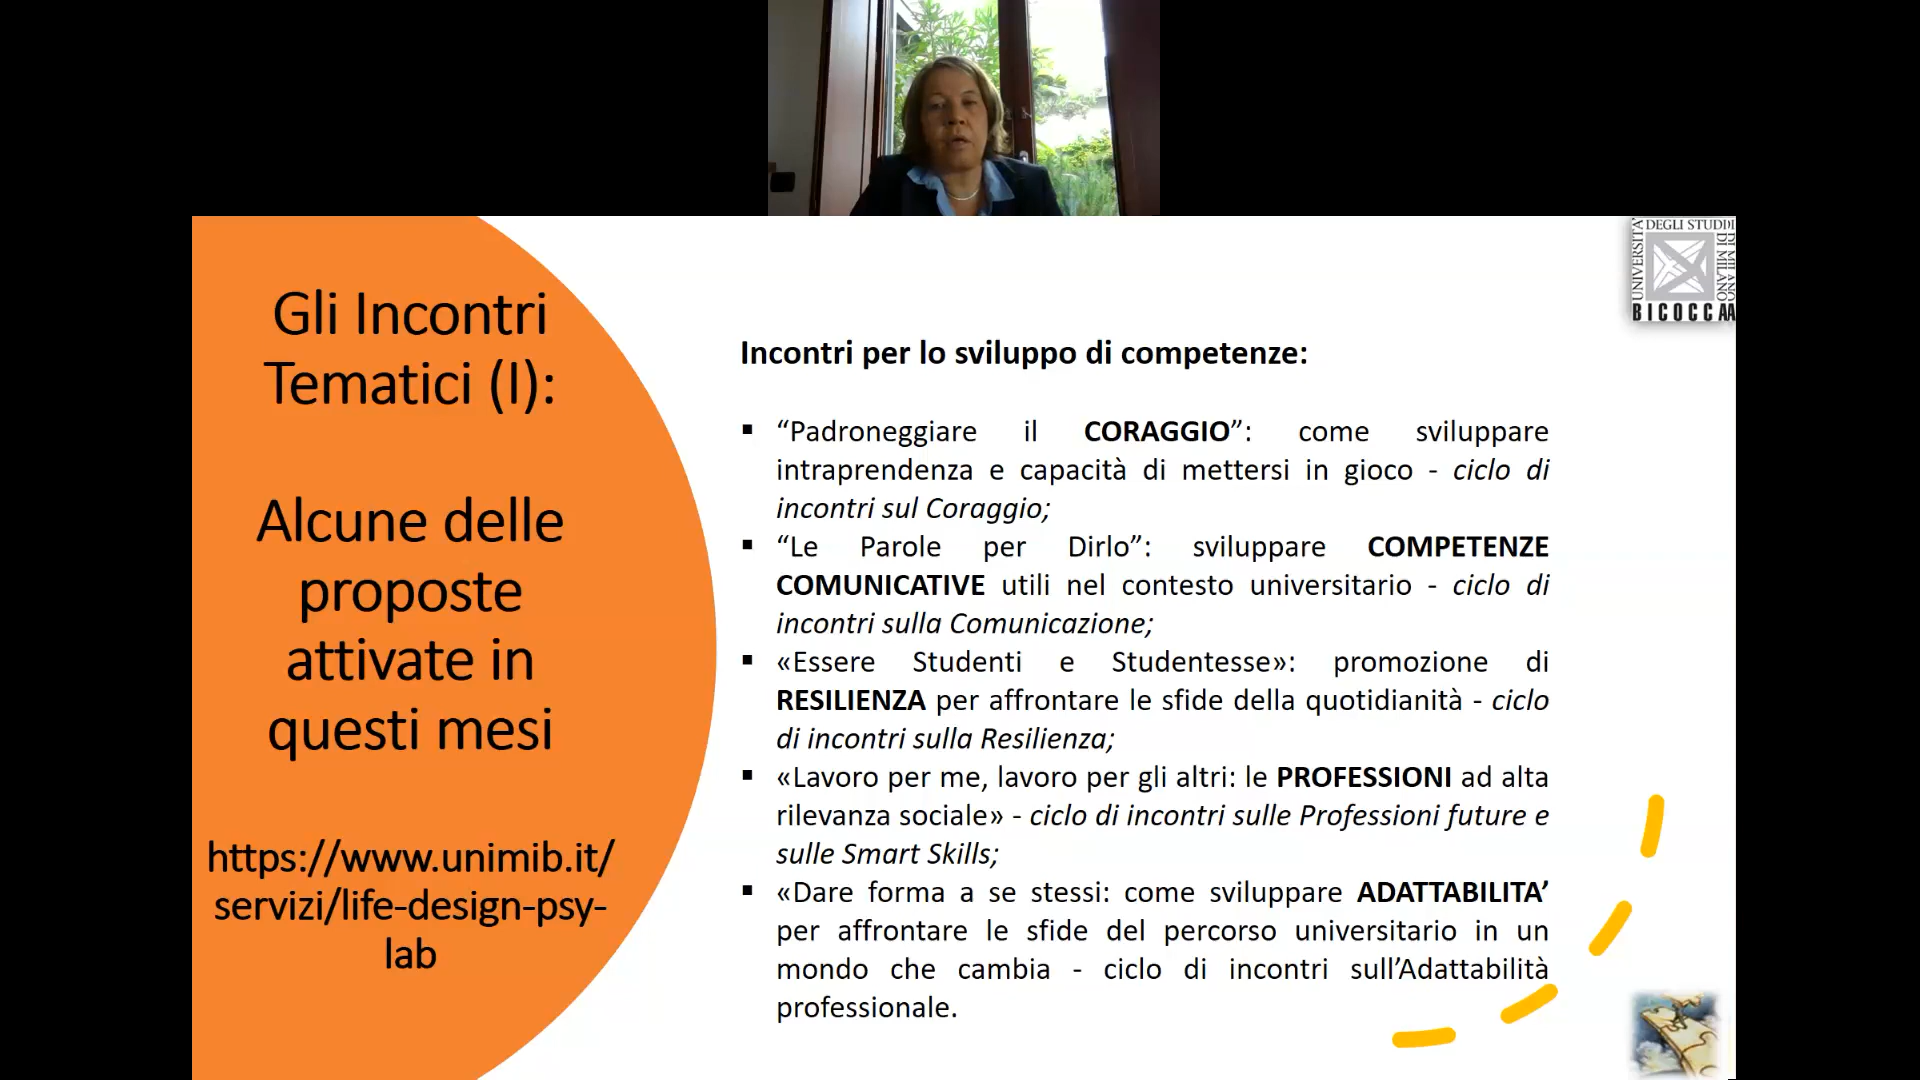 Gli Incontri
Tematici (I):
Alcune delle
proposte
attivate in
questi mesi
https://www.unimib.it/
servizi/life-design-psy-
lab
UNIVERSITÀ
DEGLI STUDI
DI MILANO
BICOCCA
Incontri per lo sviluppo di competenze:
▪ “Padroneggiare il CORAGGIO”: come sviluppare
intraprendenza e capacità di mettersi in gioco - ciclo di
incontri sul Coraggio;
▪ “Le Parole per Dirlo”: sviluppare COMPETENZE
COMUNICATIVE utili nel contesto universitario - ciclo di
incontri sulla Comunicazione;
▪ «Essere Studenti e Studentesse»: promozione di
RESILIENZA per affrontare le sfide della quotidianità - ciclo
di incontri sulla Resilienza;
▪ «Lavoro per me, lavoro per gli altri: le PROFESSIONI ad alta
rilevanza sociale» - ciclo di incontri sulle Professioni future e
sulle Smart Skills;
▪ «Dare forma a se stessi: come sviluppare ADATTABILITA’
per affrontare le sfide del percorso universitario in un
mondo che cambia - ciclo di incontri sull’Adattabilità
professionale.